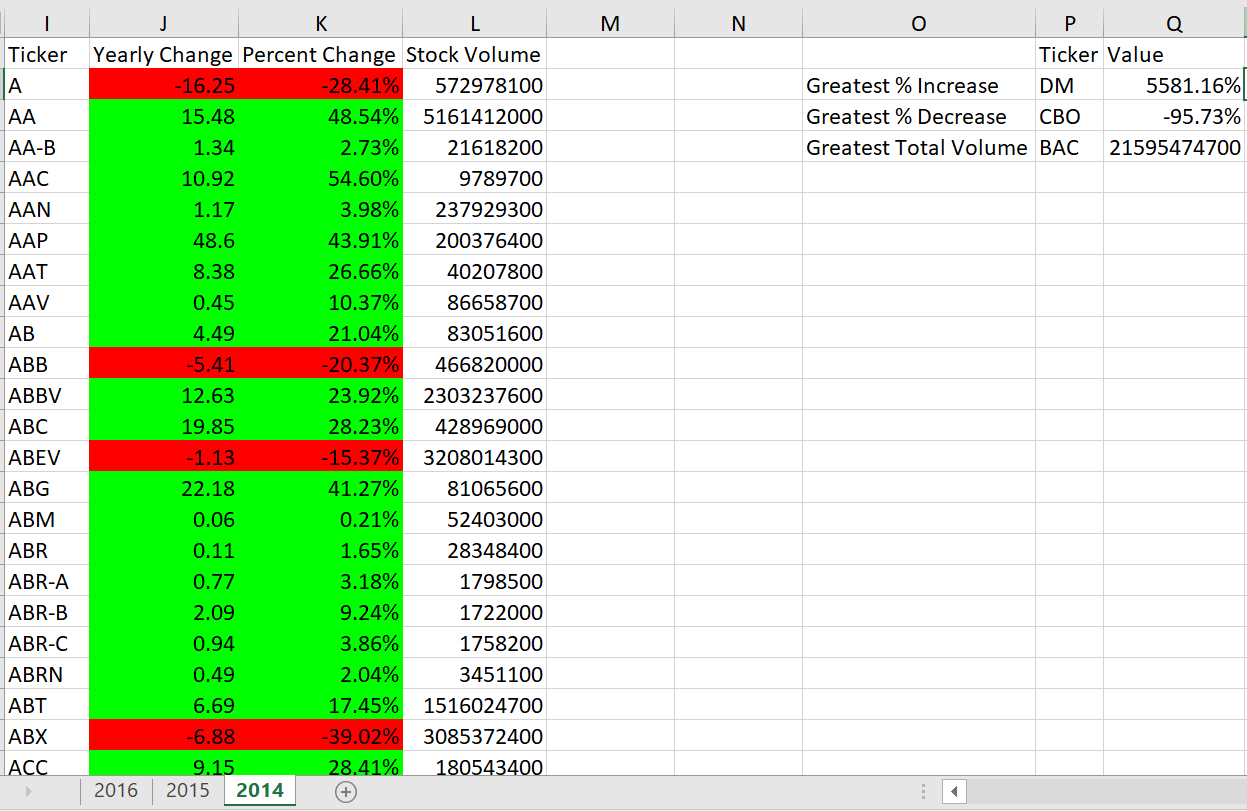 I J K L M N O P Q
Ticker Yearly Change Percent Change Stock Volume Ticker Value
A -16.25 -28.41% 572978100 Greatest % Increase DM 5581.16%
AA 15.48 48.54% 5161412000 Greatest % Decrease CBO -95.73%
AA-B 1.34 2.73% 21618200 Greatest Total Volume BAC 21595474700
AAC 10.92 54.60% 9789700
AAN 1.17 3.98% 237929300
AAP 48.6 43.91% 200376400
AAT 8.38 26.66% 40207800
AAV 0.45 10.37% 86658700
AB 4.49 21.04% 83051600
ABB -5.41 -20.37% 466820000
ABBV 12.63 23.92% 2303237600
ABC 19.85 28.23% 428969000
ABEV -1.13 -15.37% 3208014300
ABG 22.18 41.27% 81065600
ABM 0.06 0.21% 52403000
ABR 0.11 1.65% 28348400
ABR-A 0.77 3.18% 1798500
ABR-B 2.09 9.24% 1722000
ABR-C 0.94 3.86% 1758200
ABRN 0.49 2.04% 3451100
ABT 6.69 17.45% 1516024700
ABX -6.88 -39.02% 3085372400
ACC 9.15 28.41% 180543400
2016 2015 2014